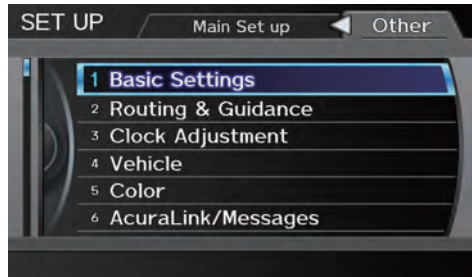 SET UP Main Set up Other
1 Basic Settings
2 Routing & Guidance
3 Clock Adjustment
4 Vehicle
5 Color
6 AcuraLink/Messages